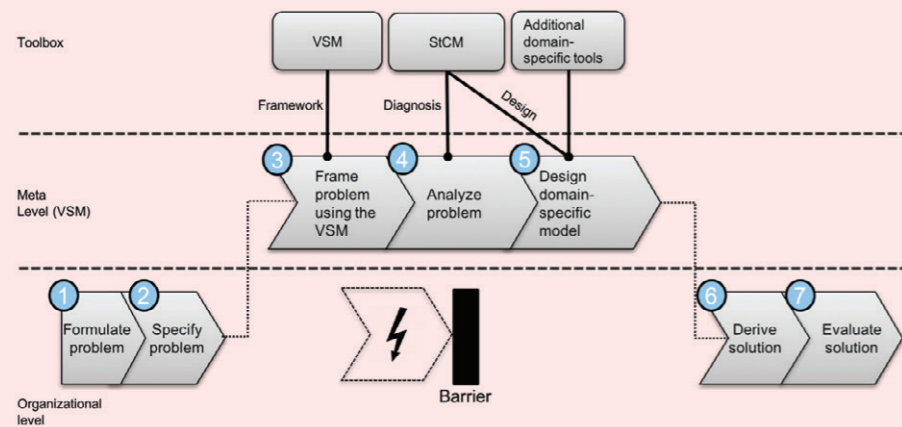 Toolbox
VSM
StCM
Additional
domain-
specific tools
Framework
Diagnosis
Design
Meta
Level (VSM)
3
Frame
problem
using the
VSM
4
Analyze
problem
5
Design
domain-
specific
model
1
Formulate
problem
2
Specify
problem
Barrier
6
Derive
solution
7
Evaluate
solution
Organizational
level